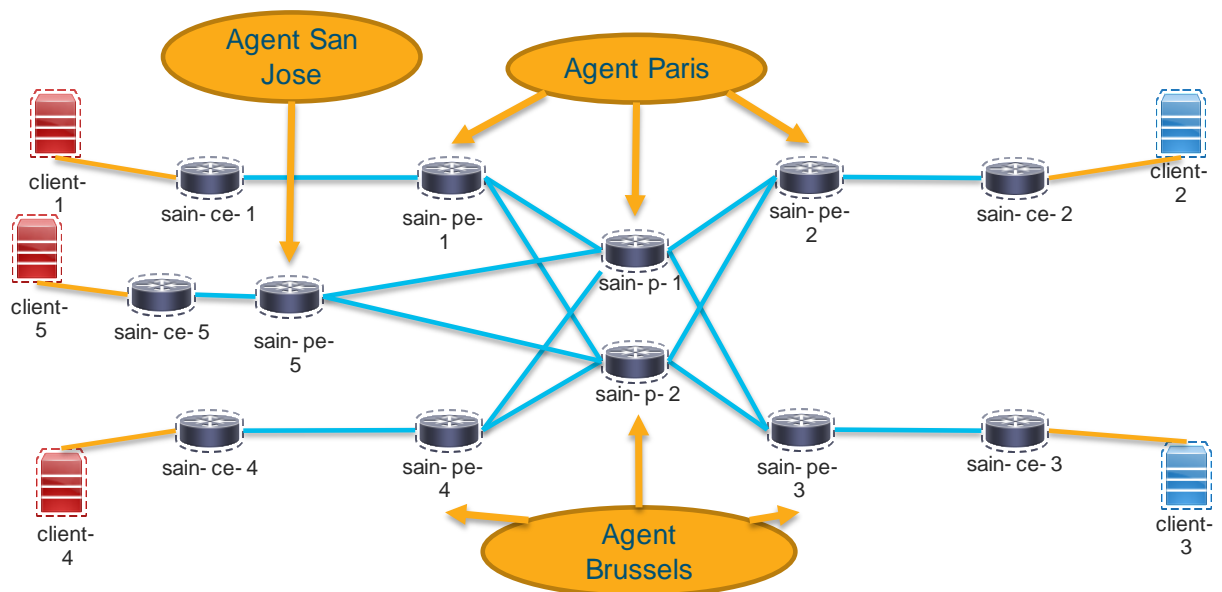 Agent San
Jose
Agent Paris
client-
1
sain- ce- 1
sain- pe-
1
sain- pe-
2
sain- ce- 2
client-
2
client-
5
sain- ce- 5
sain- pe-
5
sain- p- 1
sain- p- 2
client-
4
sain- ce- 4
sain- pe-
4
sain- pe-
3
sain- ce- 3
client-
3
Agent
Brussels